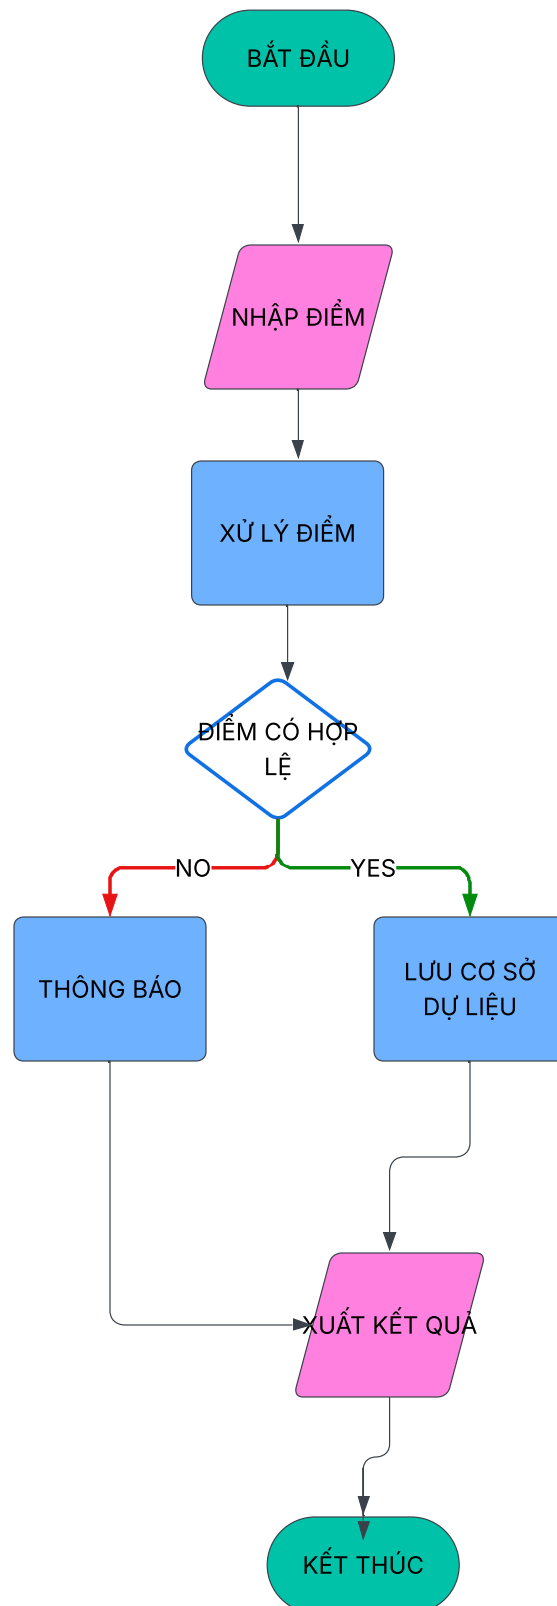 BẮT ĐẦU
NHẬP ĐIỂM
XỬ LÝ ĐIỂM
ĐIỂM CÓ HỢP
LỆ
NO
YES
THÔNG BÁO
LƯU CƠ SỞ
DỰ LIỆU
XUẤT KẾT QUẢ
KẾT THÚC